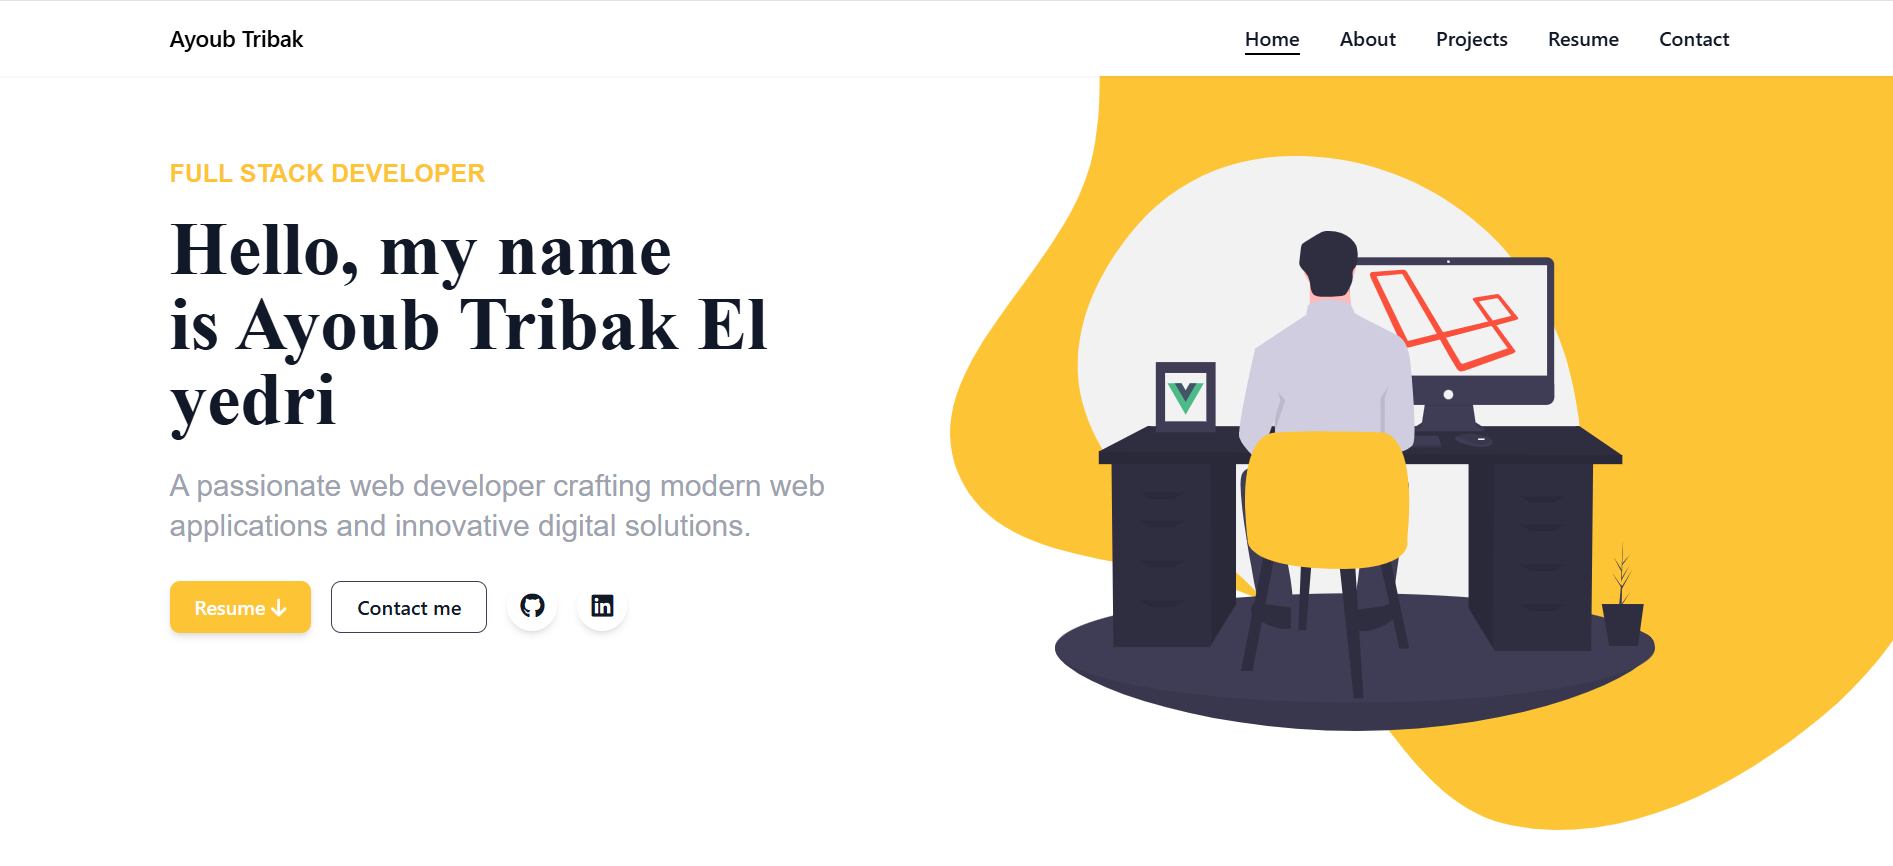 Ayoub Tribak
Home About Projects Resume Contact
FULL STACK DEVELOPER
Hello, my name
is Ayoub Tribak El
yedri
A passionate web developer crafting modern web
applications and innovative digital solutions.
Resume
Contact me
in